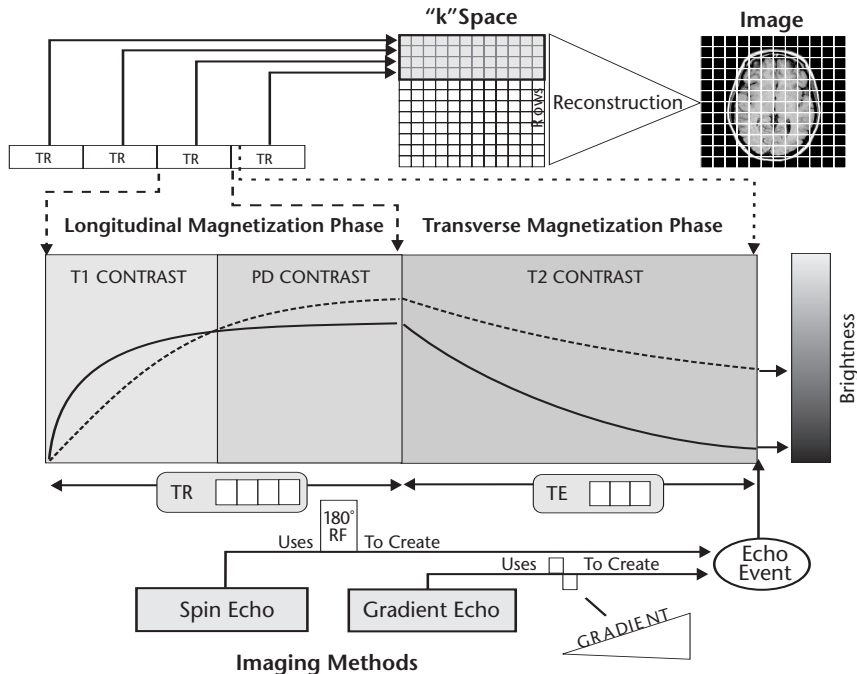 “k”Space
Image
Rows
Reconstruction
TR TR TR TR
Longitudinal Magnetization Phase
Transverse Magnetization Phase
T1 CONTRAST
PD CONTRAST
T2 CONTRAST
Brightness
TR
TE
180°
RF
Uses
To Create
Uses
To Create
Echo
Event
Spin Echo
Gradient Echo
GRADIENT
Imaging Methods